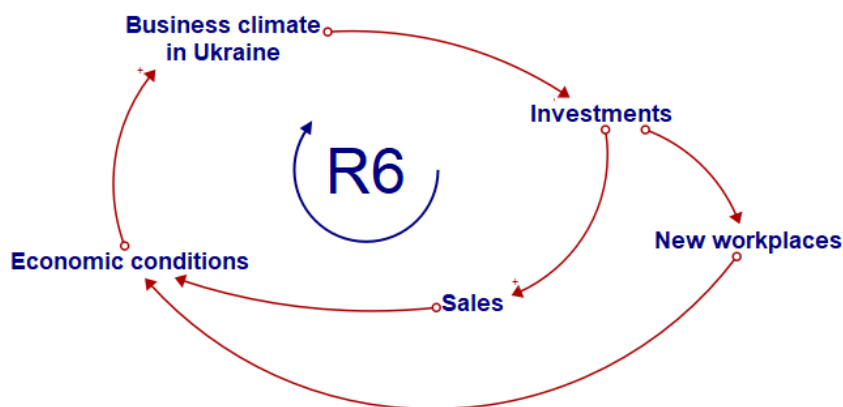 Business climate
in Ukraine
+
Investments
R6
New workplaces
Economic conditions
+
Sales